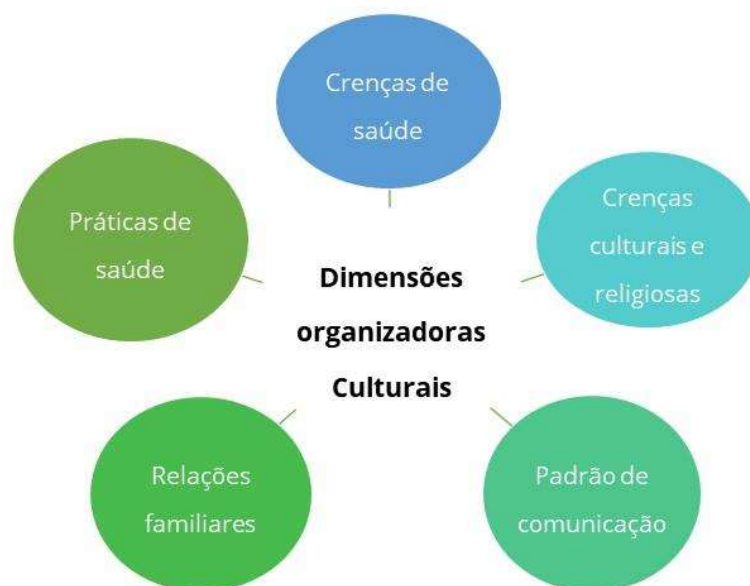 Crenças de
saúde
Crenças
culturais e
religiosas
Padrão de
comunicação
Relações
familiares
Práticas de
saúde
Dimensões
organizadoras
Culturais